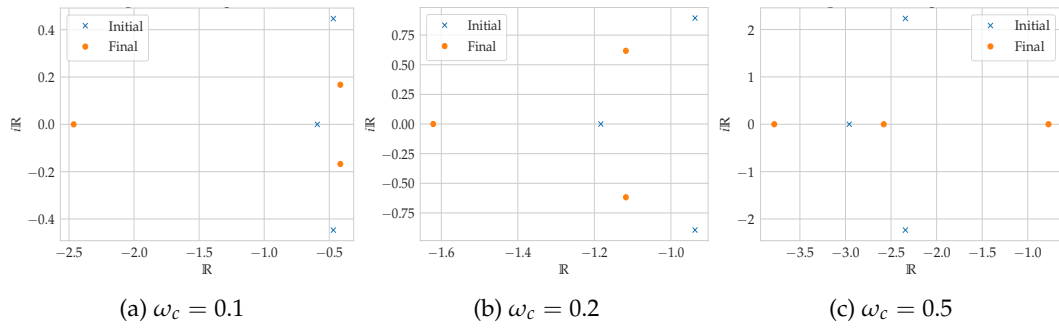 0.4
0.2
0.0
−0.2
−0.4
iℝ
Initial
Final
−2.5
−2.0
−1.5
−1.0
−0.5
ℝ
(a) ω_c = 0.1
0.75
0.50
0.25
0.00
−0.25
−0.50
−0.75
iℝ
Initial
Final
−1.6
−1.4
−1.2
−1.0
ℝ
(b) ω_c = 0.2
2
1
0
−1
−2
iℝ
Initial
Final
−3.5
−3.0
−2.5
−2.0
−1.5
−1.0
ℝ
(c) ω_c = 0.5